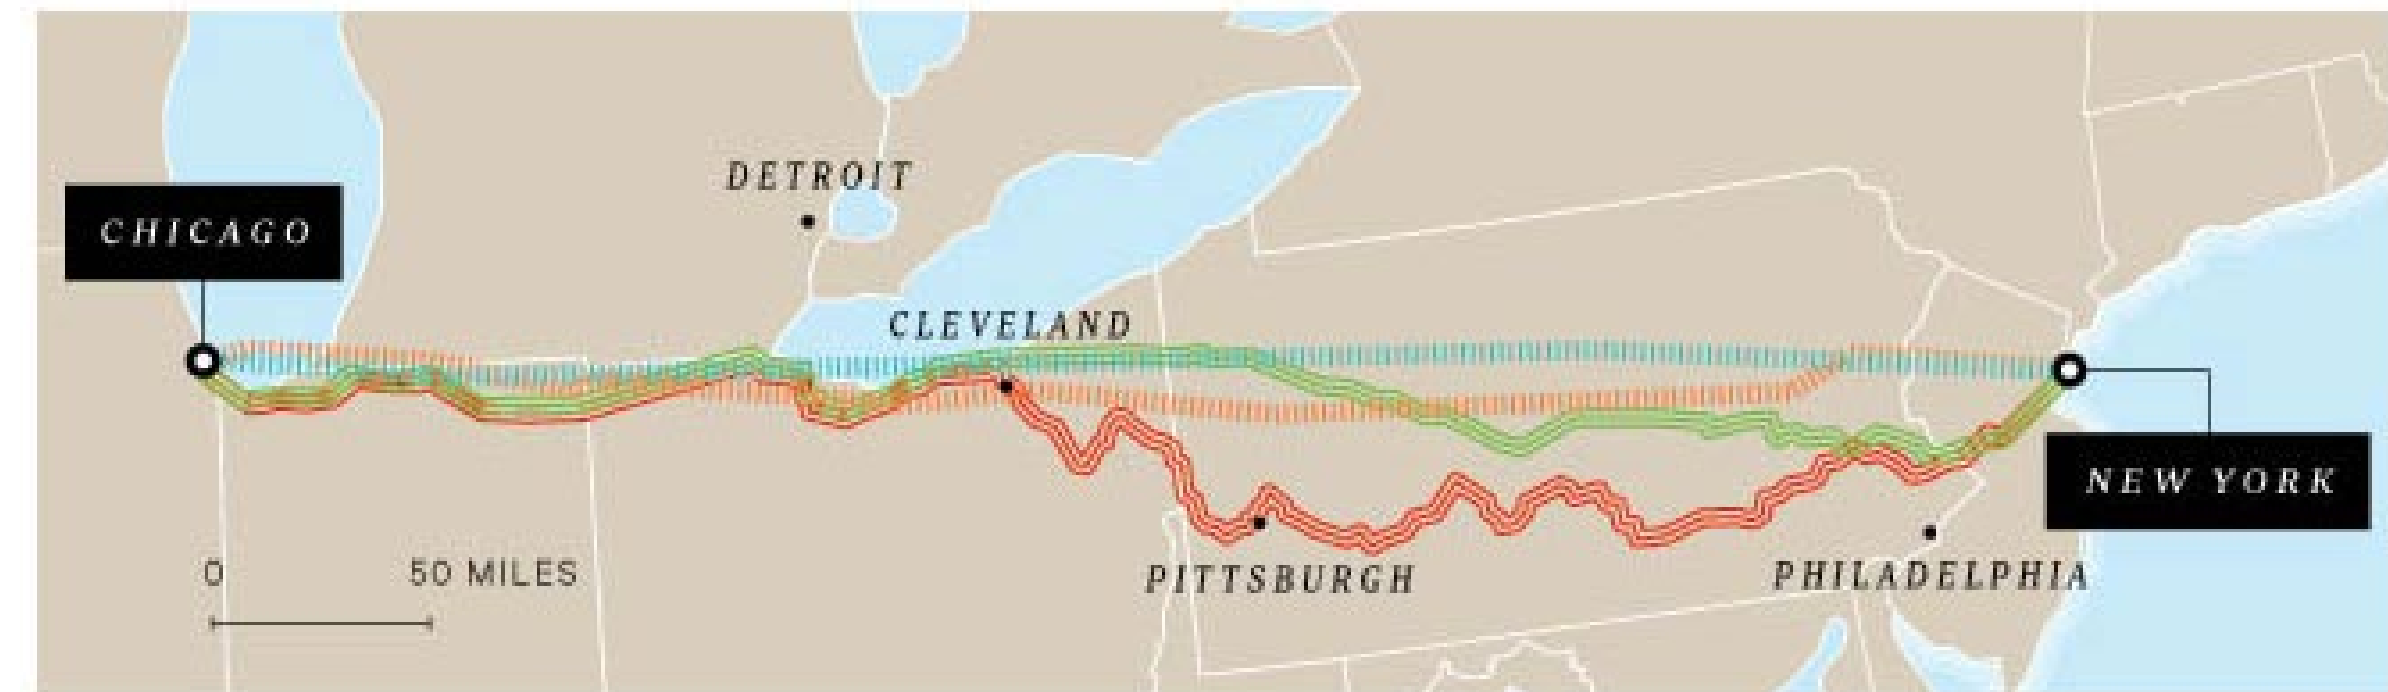 DETROIT
CHICAGO
CLEVELAND
NEW YORK
0 50 MILES
PITTSBURGH
PHILADELPHIA